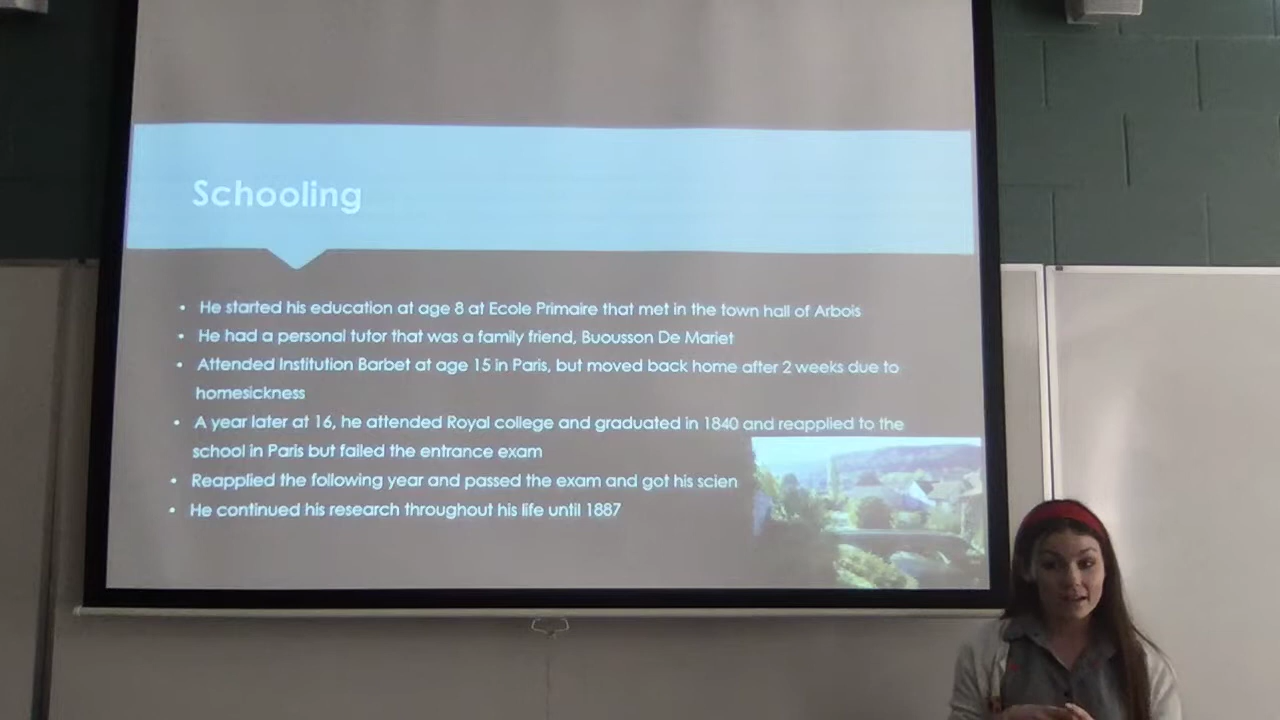 Schooling
• He started his education at age 8 at Ecole Primaire that met in the town hall of Arbois
• He had a personal tutor that was a family friend, Buousson De Mariet
• Attended Institution Barbet at age 15 in Paris, but moved back home after 2 weeks due to
homesickness
• A year later at 16, he attended Royal college and graduated in 1840 and reapplied to the
school in Paris but failed the entrance exam
• Reapplied the following year and passed the exam and got his scien
• He continued his research throughout his life until 1887